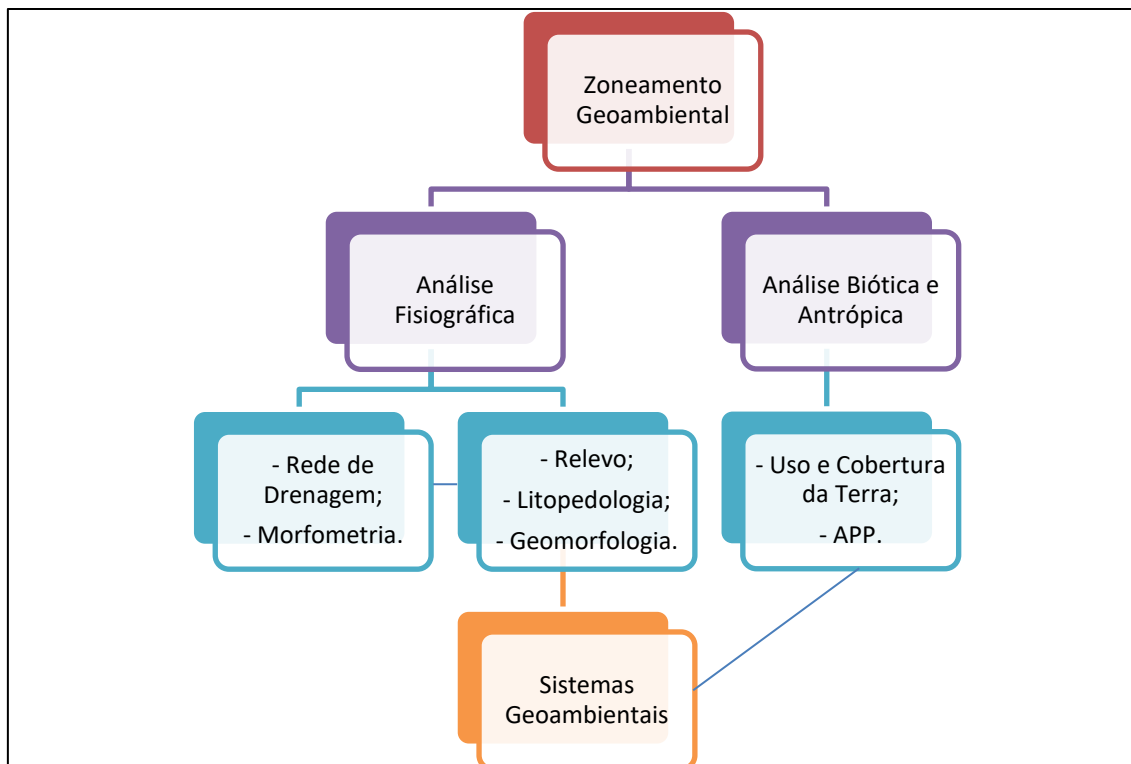 Zoneamento
Geoambiental
Análise
Fisiográfica
Análise Biótica e
Antrópica
- Rede de
Drenagem;
- Morfometria.
- Relevo;
- Litopedologia;
- Geomorfologia.
- Uso e Cobertura
da Terra;
- APP.
Sistemas
Geoambientais